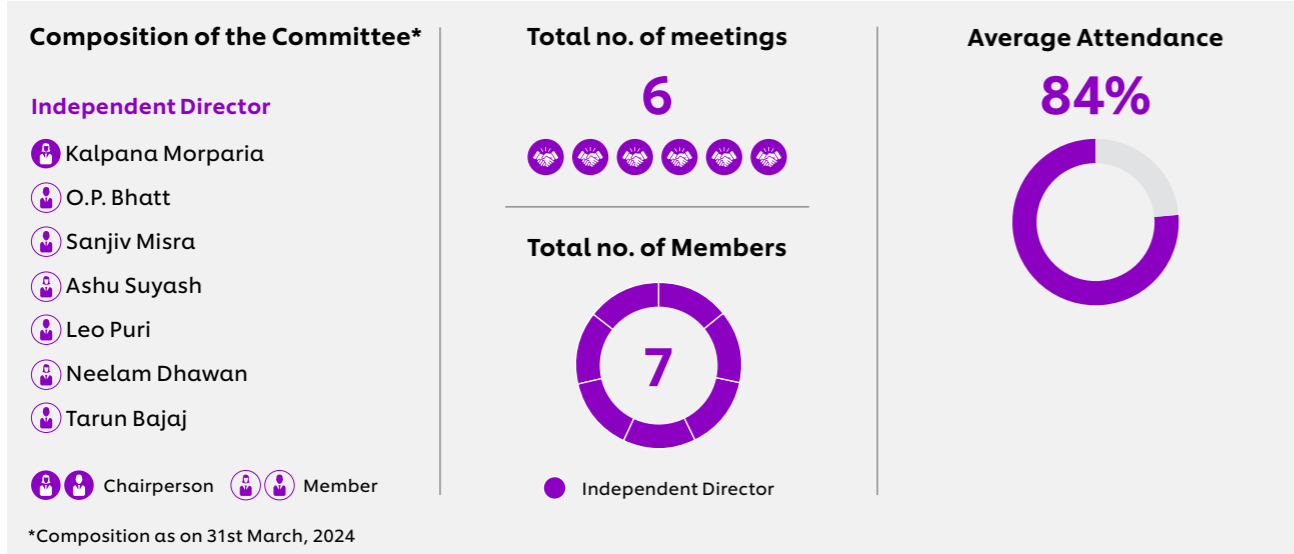 Composition of the Committee*
Independent Director
Kalpana Morparia
O.P. Bhatt
Sanjiv Misra
Ashu Suyash
Leo Puri
Neelam Dhawan
Tarun Bajaj
Chairperson
Member
*Composition as on 31st March, 2024
Total no. of meetings
6
Total no. of Members
7
Independent Director
Average Attendance
84%